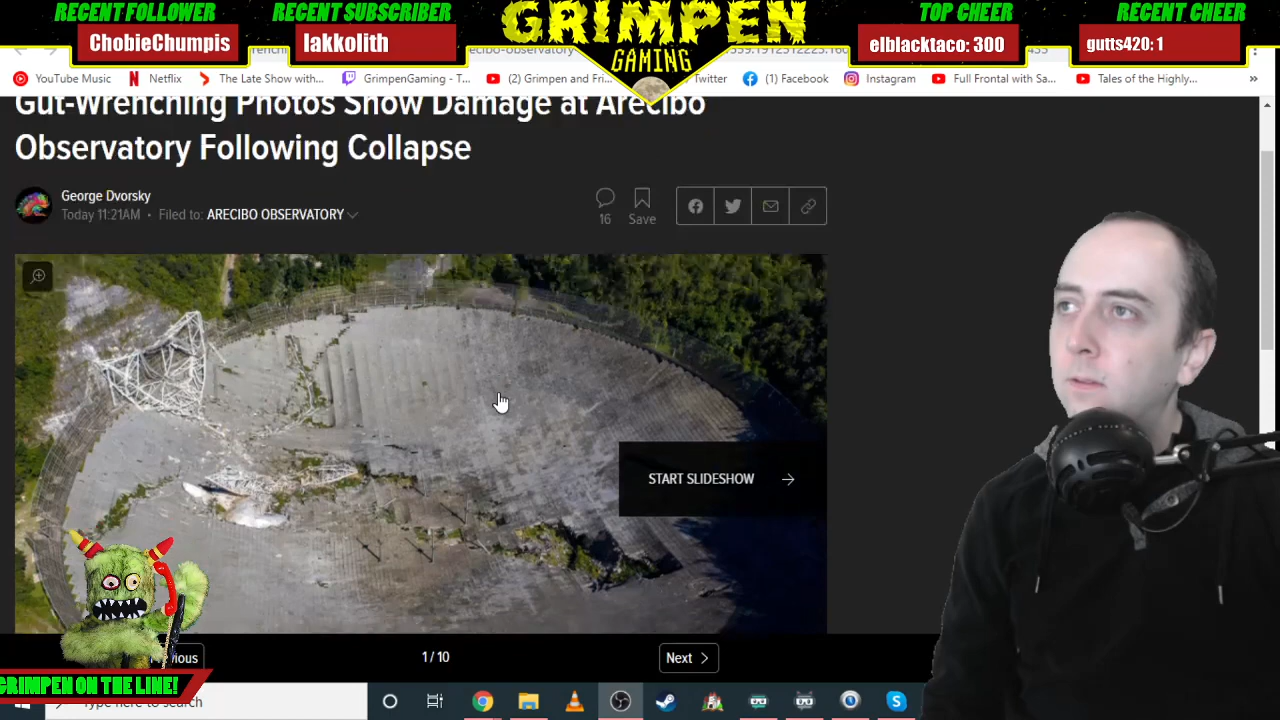 RECENT FOLLOWER
ChobieChumpis
RECENT SUBSCRIBER
lakkolith
GRIMPEN
GAMING
TOP CHEER
elblacktaco: 300
RECENT CHEER
gutts420: 1
ecibo-observatory
YouTube Music
Netflix
The Late Show with...
GrimpenGaming - T...
(2) Grimpen and Fri...
Twitter
(1) Facebook
Instagram
Full Frontal with Sa...
Tales of the Highly...
»
Gut-Wrenching Photos Show Damage at Arecibo
Observatory Following Collapse
George Dvorsky
Today 11:21AM • Filed to: ARECIBO OBSERVATORY
16
Save
START SLIDESHOW
ious
1 / 10
Next
GRIMPEN ON THE LINE!
Type here to search